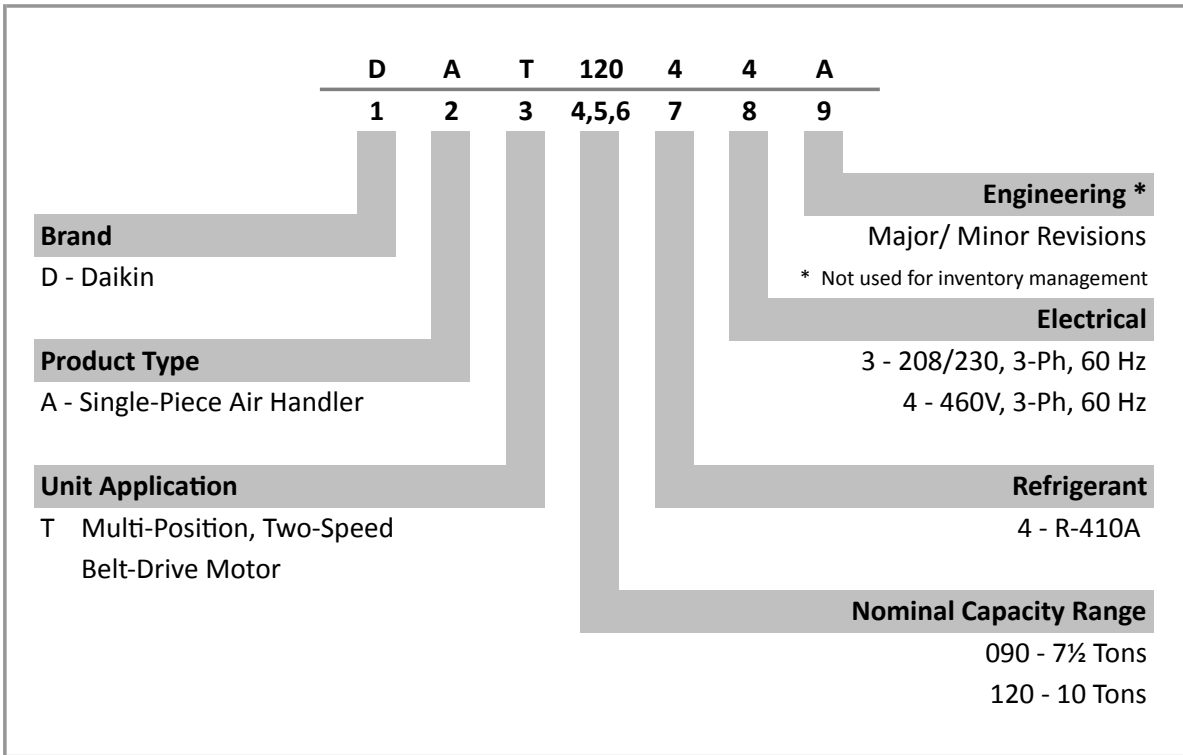 D A T 120 4 4 A
1 2 3 4,5,6 7 8 9
Brand
D - Daikin
Product Type
A - Single-Piece Air Handler
Unit Application
T Multi-Position, Two-Speed
Belt-Drive Motor
Engineering *
Major/ Minor Revisions
* Not used for inventory management
Electrical
3 - 208/230, 3-Ph, 60 Hz
4 - 460V, 3-Ph, 60 Hz
Refrigerant
4 - R-410A
Nominal Capacity Range
090 - 7½ Tons
120 - 10 Tons